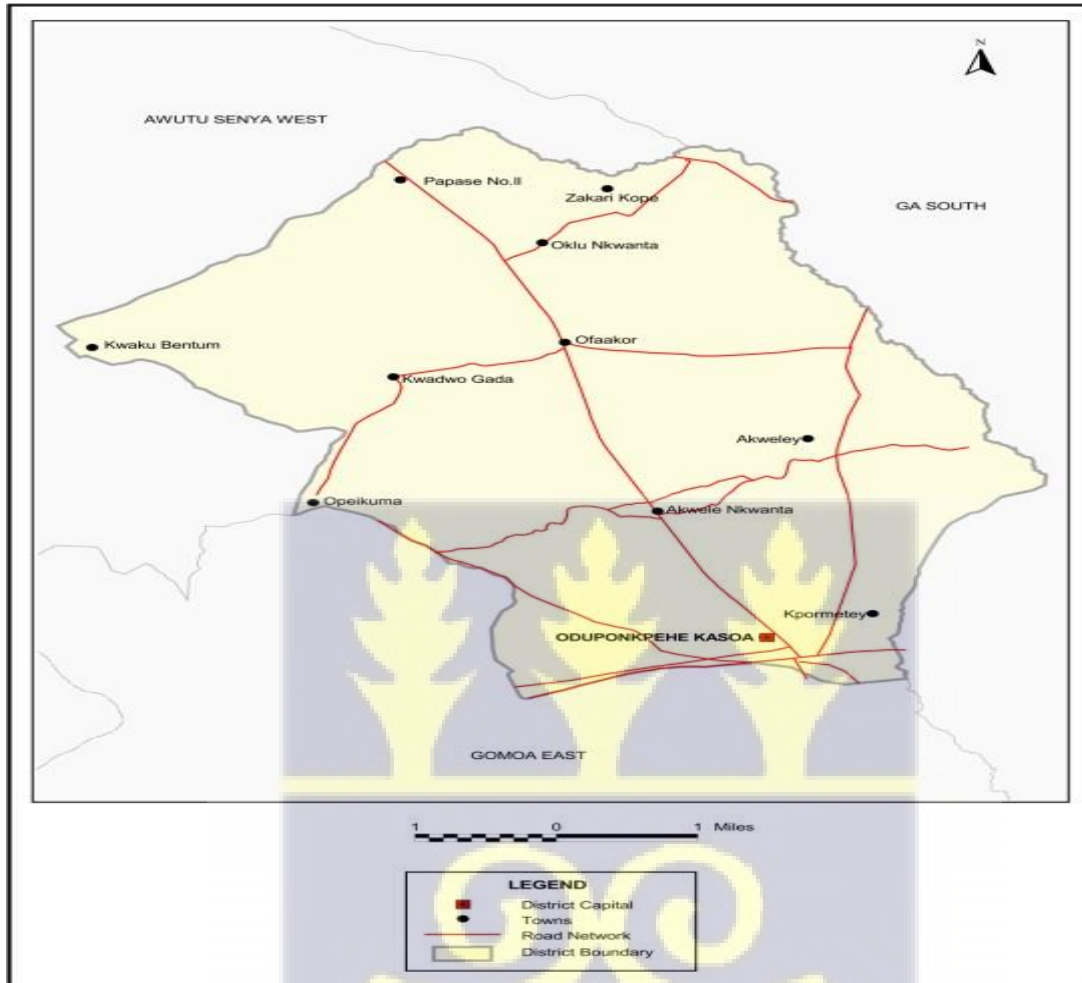 N
AWUTU SENYA WEST
Papase No.II
Zakari Kope
GA SOUTH
Oklu Nkwanta
Ofaakor
Kwaku Bentum
Kwadwo Gada
Akweley
Opeikuma
Akwele Nkwanta
Kpormetey
ODUPONKPEHE KASOA
GOMOA EAST
1 0 1 Miles
LEGEND
District Capital
Towns
Road Network
District Boundary